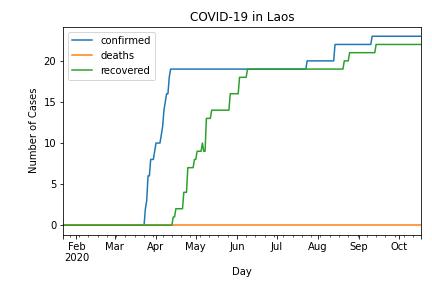 COVID-19 in Laos
confirmed
deaths
recovered
Number of Cases
20
15
10
5
0
Feb Mar Apr May Jun Jul Aug Sep Oct
2020
Day